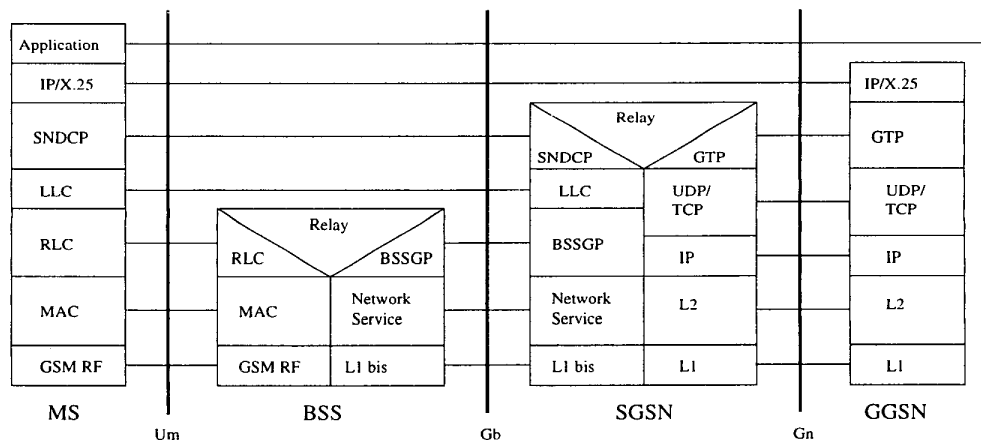 Application
IP/X.25
SNDCP
LLC
RLC
MAC
GSM RF
MS
Um
Relay
RLC
BSSGP
MAC
Network
Service
GSM RF
L1 bis
BSS
Gb
Relay
SNDCP
GTP
LLC
UDP/
TCP
BSSGP
IP
Network
Service
L2
L1 bis
L1
SGSN
Gn
IP/X.25
GTP
UDP/
TCP
IP
L2
L1
GGSN